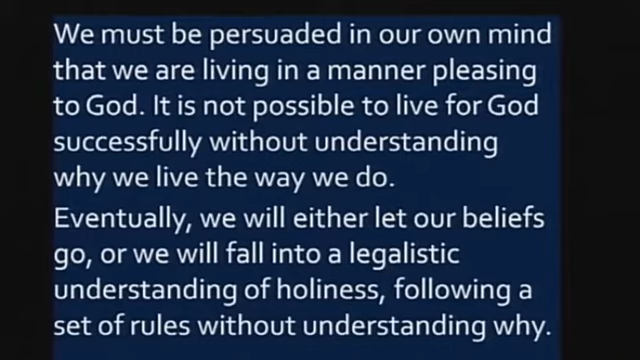 We must be persuaded in our own mind
that we are living in a manner pleasing
to God. It is not possible to live for God
successfully without understanding
why we live the way we do.
Eventually, we will either let our beliefs
go, or we will fall into a legalistic
understanding of holiness, following a
set of rules without understanding why.